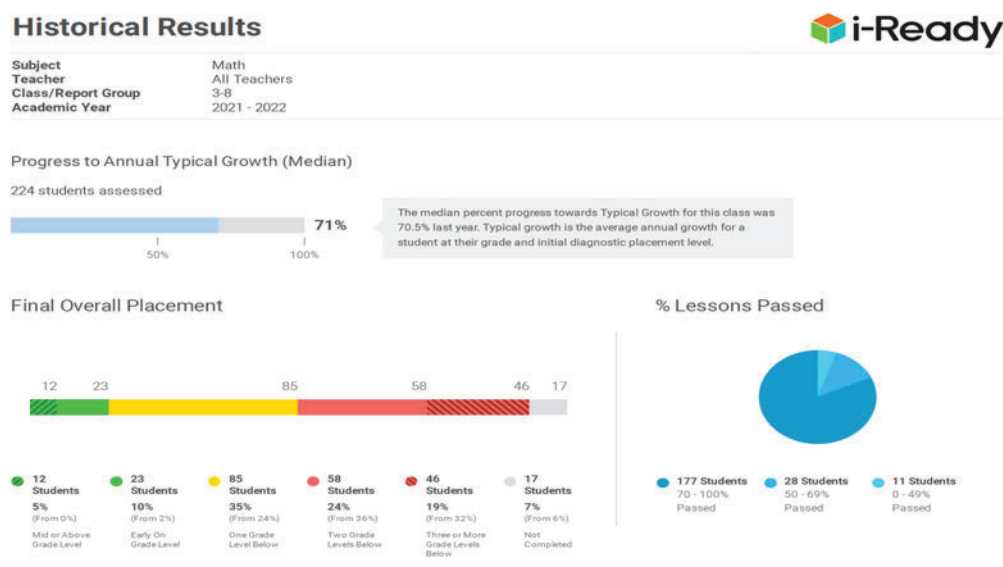 Historical Results
i-Ready
Subject Math
Teacher All Teachers
Class/Report Group 3-8
Academic Year 2021 - 2022
Progress to Annual Typical Growth (Median)
224 students assessed
71%
50% 100%
The median percent progress towards Typical Growth for this class was
70.5% last year. Typical growth is the average annual growth for a
student at their grade and initial diagnostic placement level.
Final Overall Placement
12 23 85 58 46 17
12 Students
5%
(From 0%)
Mid or Above
Grade Level
23 Students
10%
(From 2%)
Early On
Grade Level
85 Students
35%
(From 24%)
One Grade
Level Below
58 Students
24%
(From 36%)
Two Grade
Levels Below
46 Students
19%
(From 32%)
Three or More
Grade Levels
Below
17 Students
7%
(From 6%)
Not
Completed
% Lessons Passed
177 Students
70 - 100%
Passed
28 Students
50 - 69%
Passed
11 Students
0 - 49%
Passed